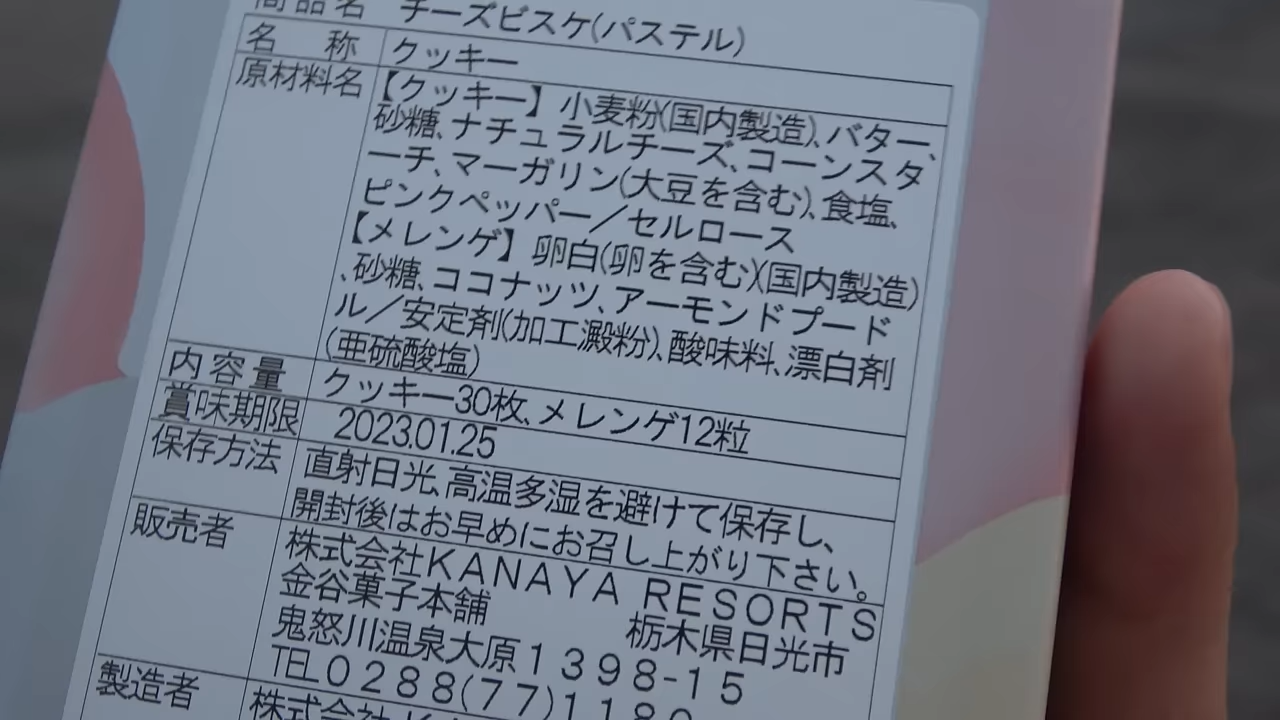 商品名 チーズビスケ(パステル)
名称 クッキー
原材料名 【クッキー】小麦粉(国内製造)、バター、
砂糖、ナチュラルチーズ、コーンスタ
ーチ、マーガリン(大豆を含む)、食塩、
ピンクペッパー／セルロース
【メレンゲ】卵白(卵を含む)(国内製造)
、砂糖、ココナッツ、アーモンドプード
ル／安定剤(加工澱粉)、酸味料、漂白剤
(亜硫酸塩)
内容量 クッキー30枚、メレンゲ12粒
賞味期限 2023.01.25
保存方法 直射日光、高温多湿を避けて保存し、
開封後はお早めにお召し上がり下さい。
販売者 株式会社ＫＡＮＡＹＡ ＲＥＳＯＲＴＳ
金谷菓子本舗 栃木県日光市
鬼怒川温泉大原１３９８-１５
TEL０２８８(７７)１１８０
製造者 株式会社